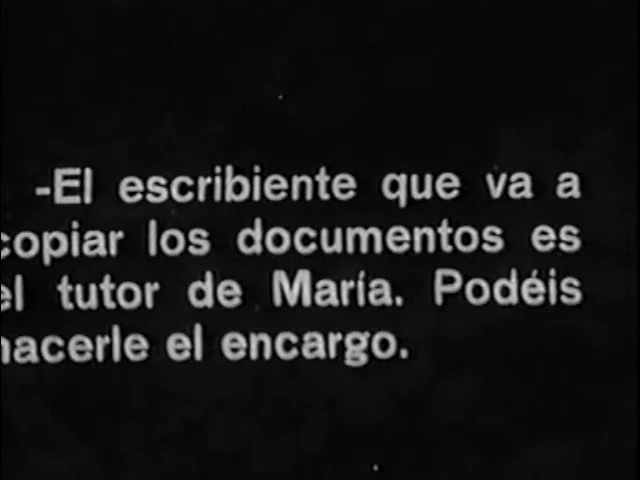 -El escribiente que va a
copiar los documentos es
el tutor de María. Podéis
hacerle el encargo.